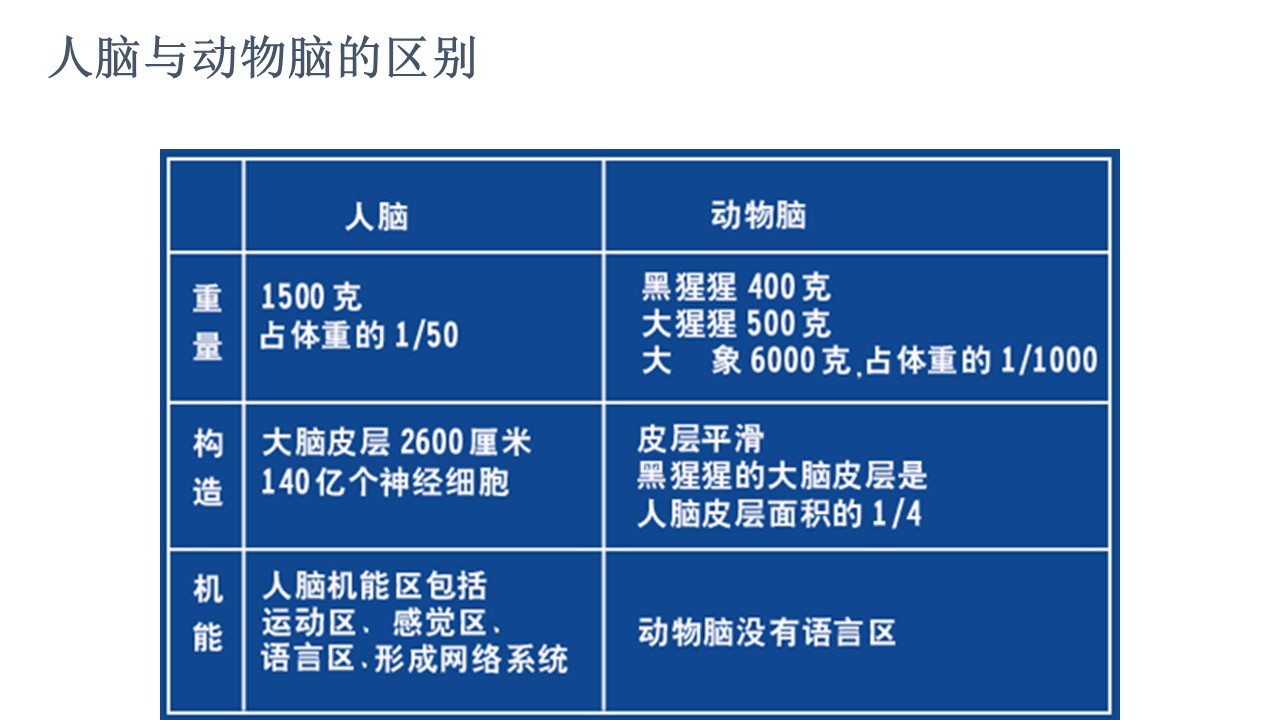 人脑与动物脑的区别
人脑
动物脑
重量
1500克
占体重的1/50
黑猩猩400克
大猩猩500克
大 象6000克,占体重的1/1000
构造
大脑皮层2600厘米
140亿个神经细胞
皮层平滑
黑猩猩的大脑皮层是
人脑皮层面积的1/4
机能
人脑机能区包括
运动区、感觉区、
语言区、形成网络系统
动物脑没有语言区